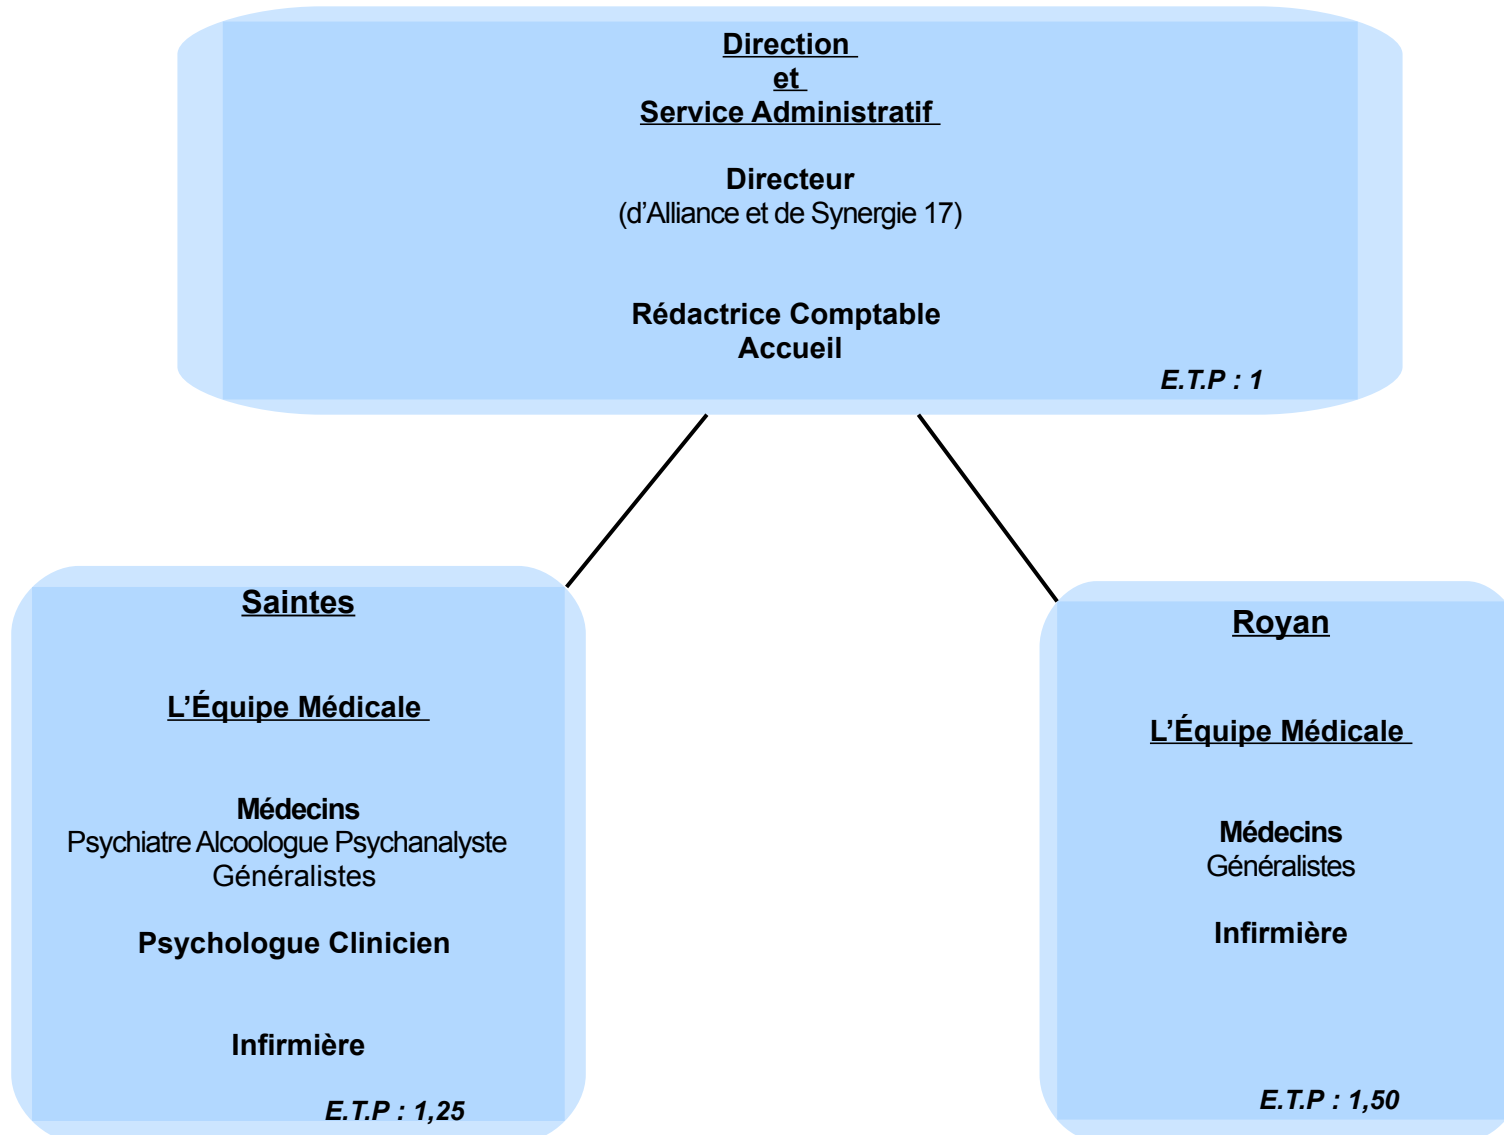 Direction
et
Service Administratif
Directeur
(d’Alliance et de Synergie 17)
Rédactrice Comptable
Accueil
E.T.P : 1
Saintes
L’Équipe Médicale
Médecins
Psychiatre Alcoologue Psychanalyste
Généralistes
Psychologue Clinicien
Infirmière
E.T.P : 1,25
Royan
L’Équipe Médicale
Médecins
Généralistes
Infirmière
E.T.P : 1,50